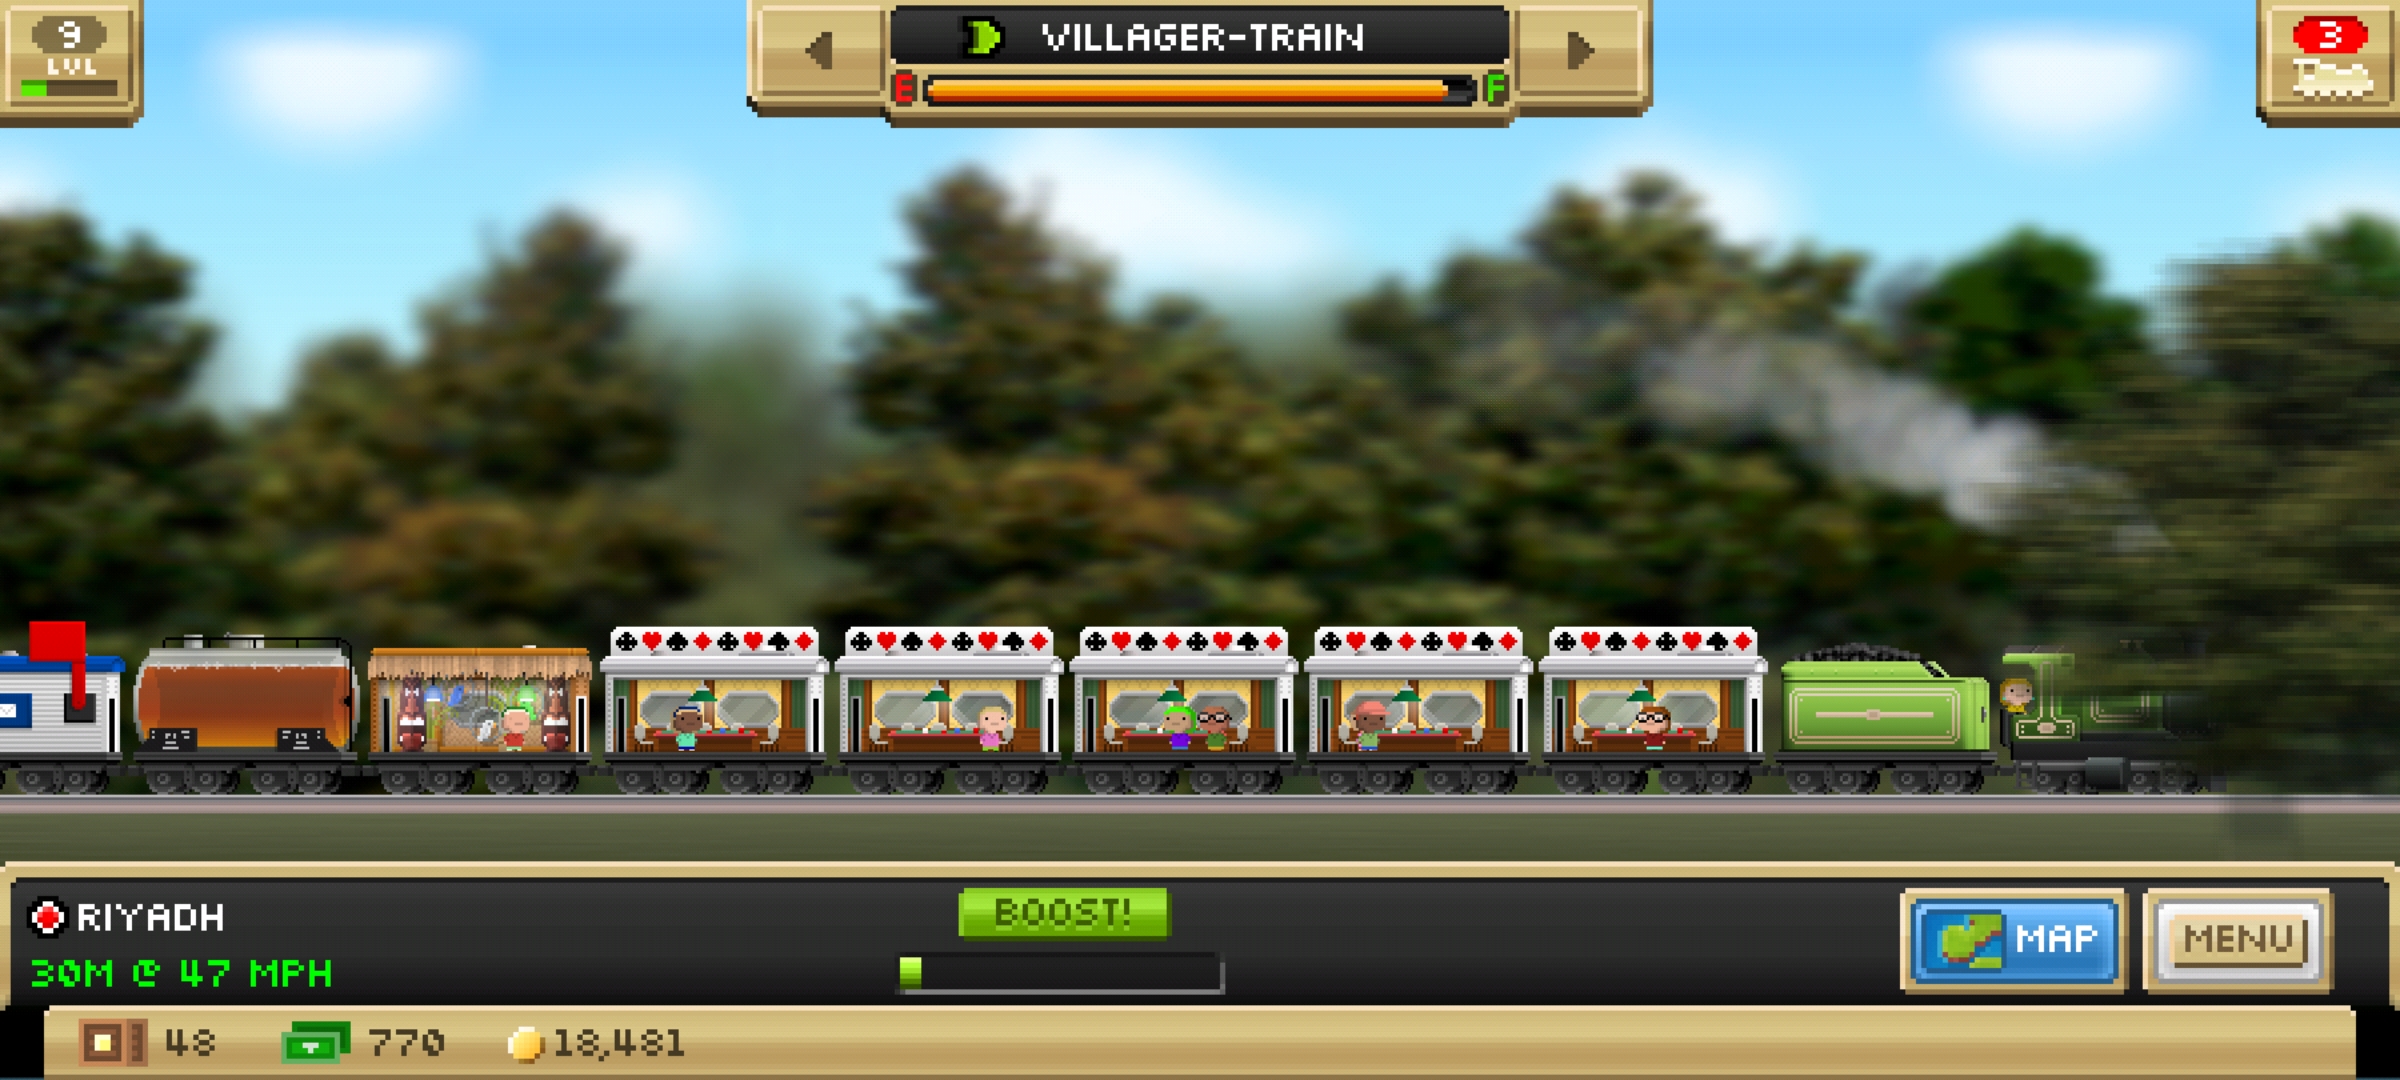 9
LVL
VILLAGER-TRAIN
E F
3
RIYADH
30M @ 47 MPH
BOOST!
MAP
MENU
48
770
18,481